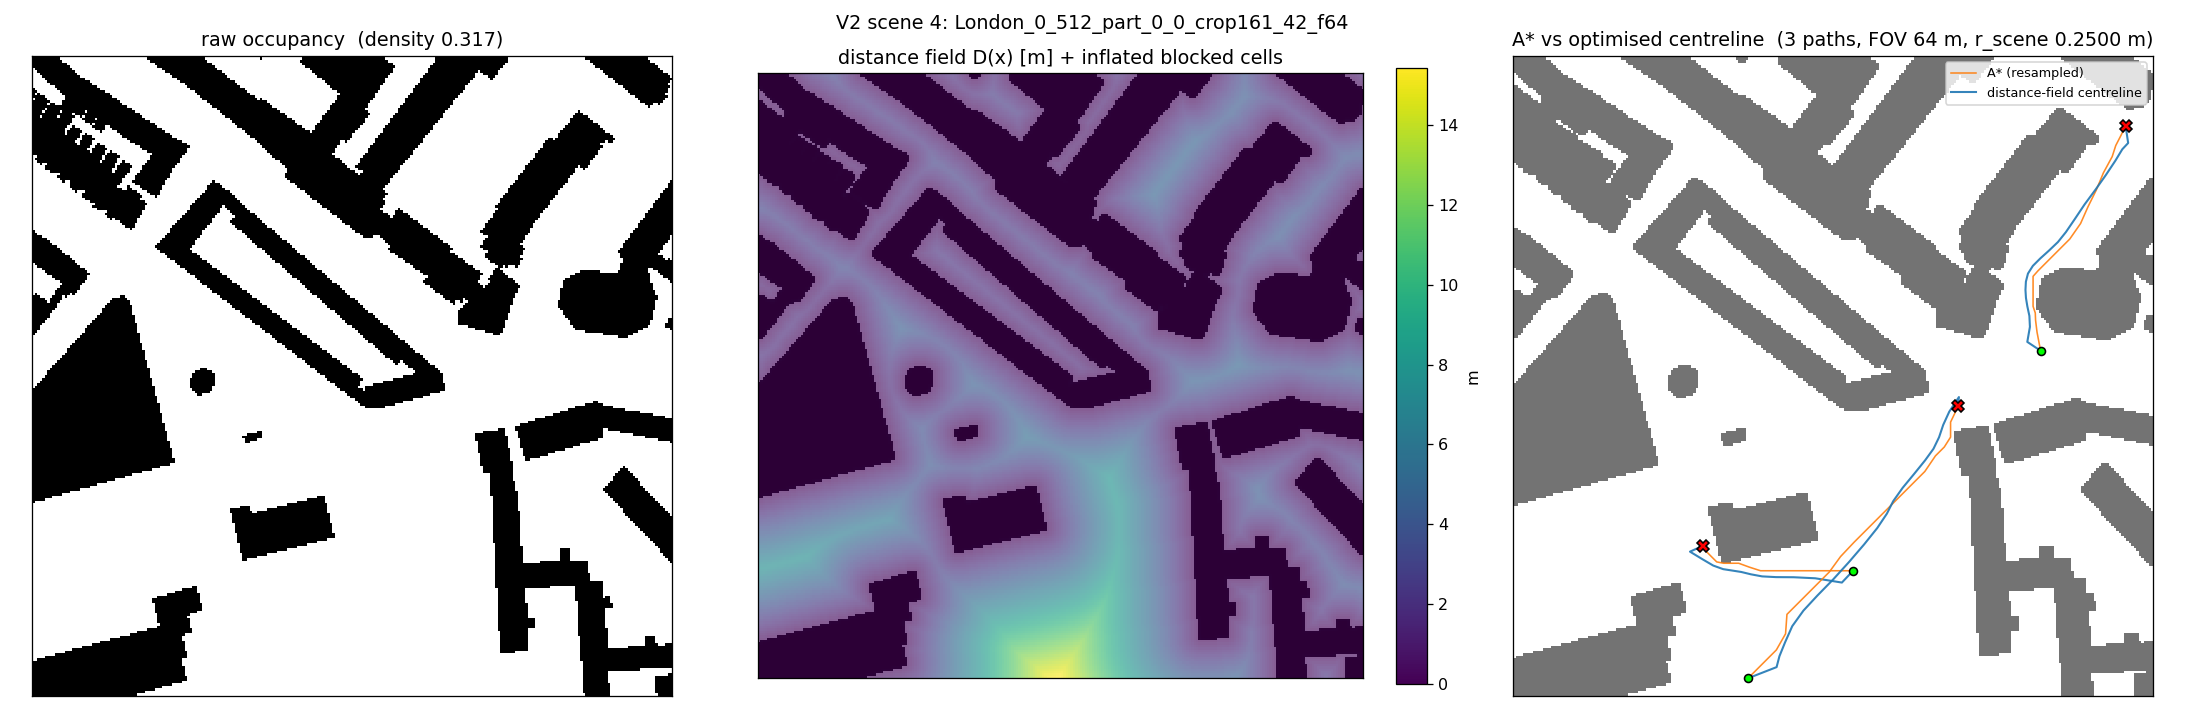 V2 scene 4: London_0_512_part_0_0_crop161_42_f64
raw occupancy  (density 0.317)
distance field D(x) [m] + inflated blocked cells
14
12
10
8
6
4
2
0
m
A* vs optimised centreline  (3 paths, FOV 64 m, r_scene 0.2500 m)
A* (resampled)
distance-field centreline